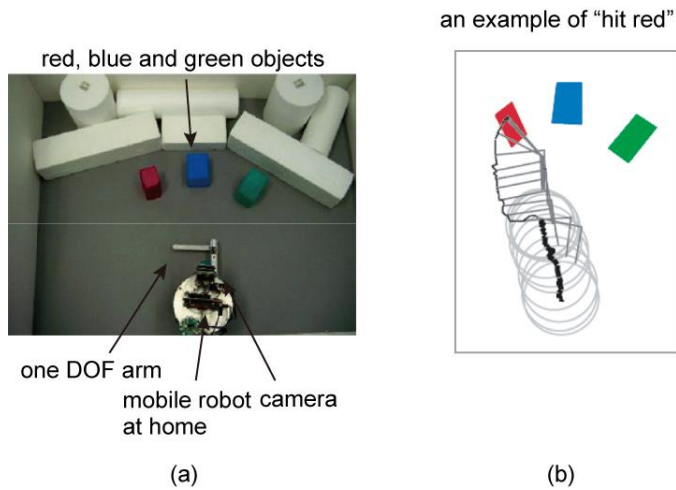 an example of “hit red”
red, blue and green objects
one DOF arm
mobile robot
at home
camera
(a)
(b)